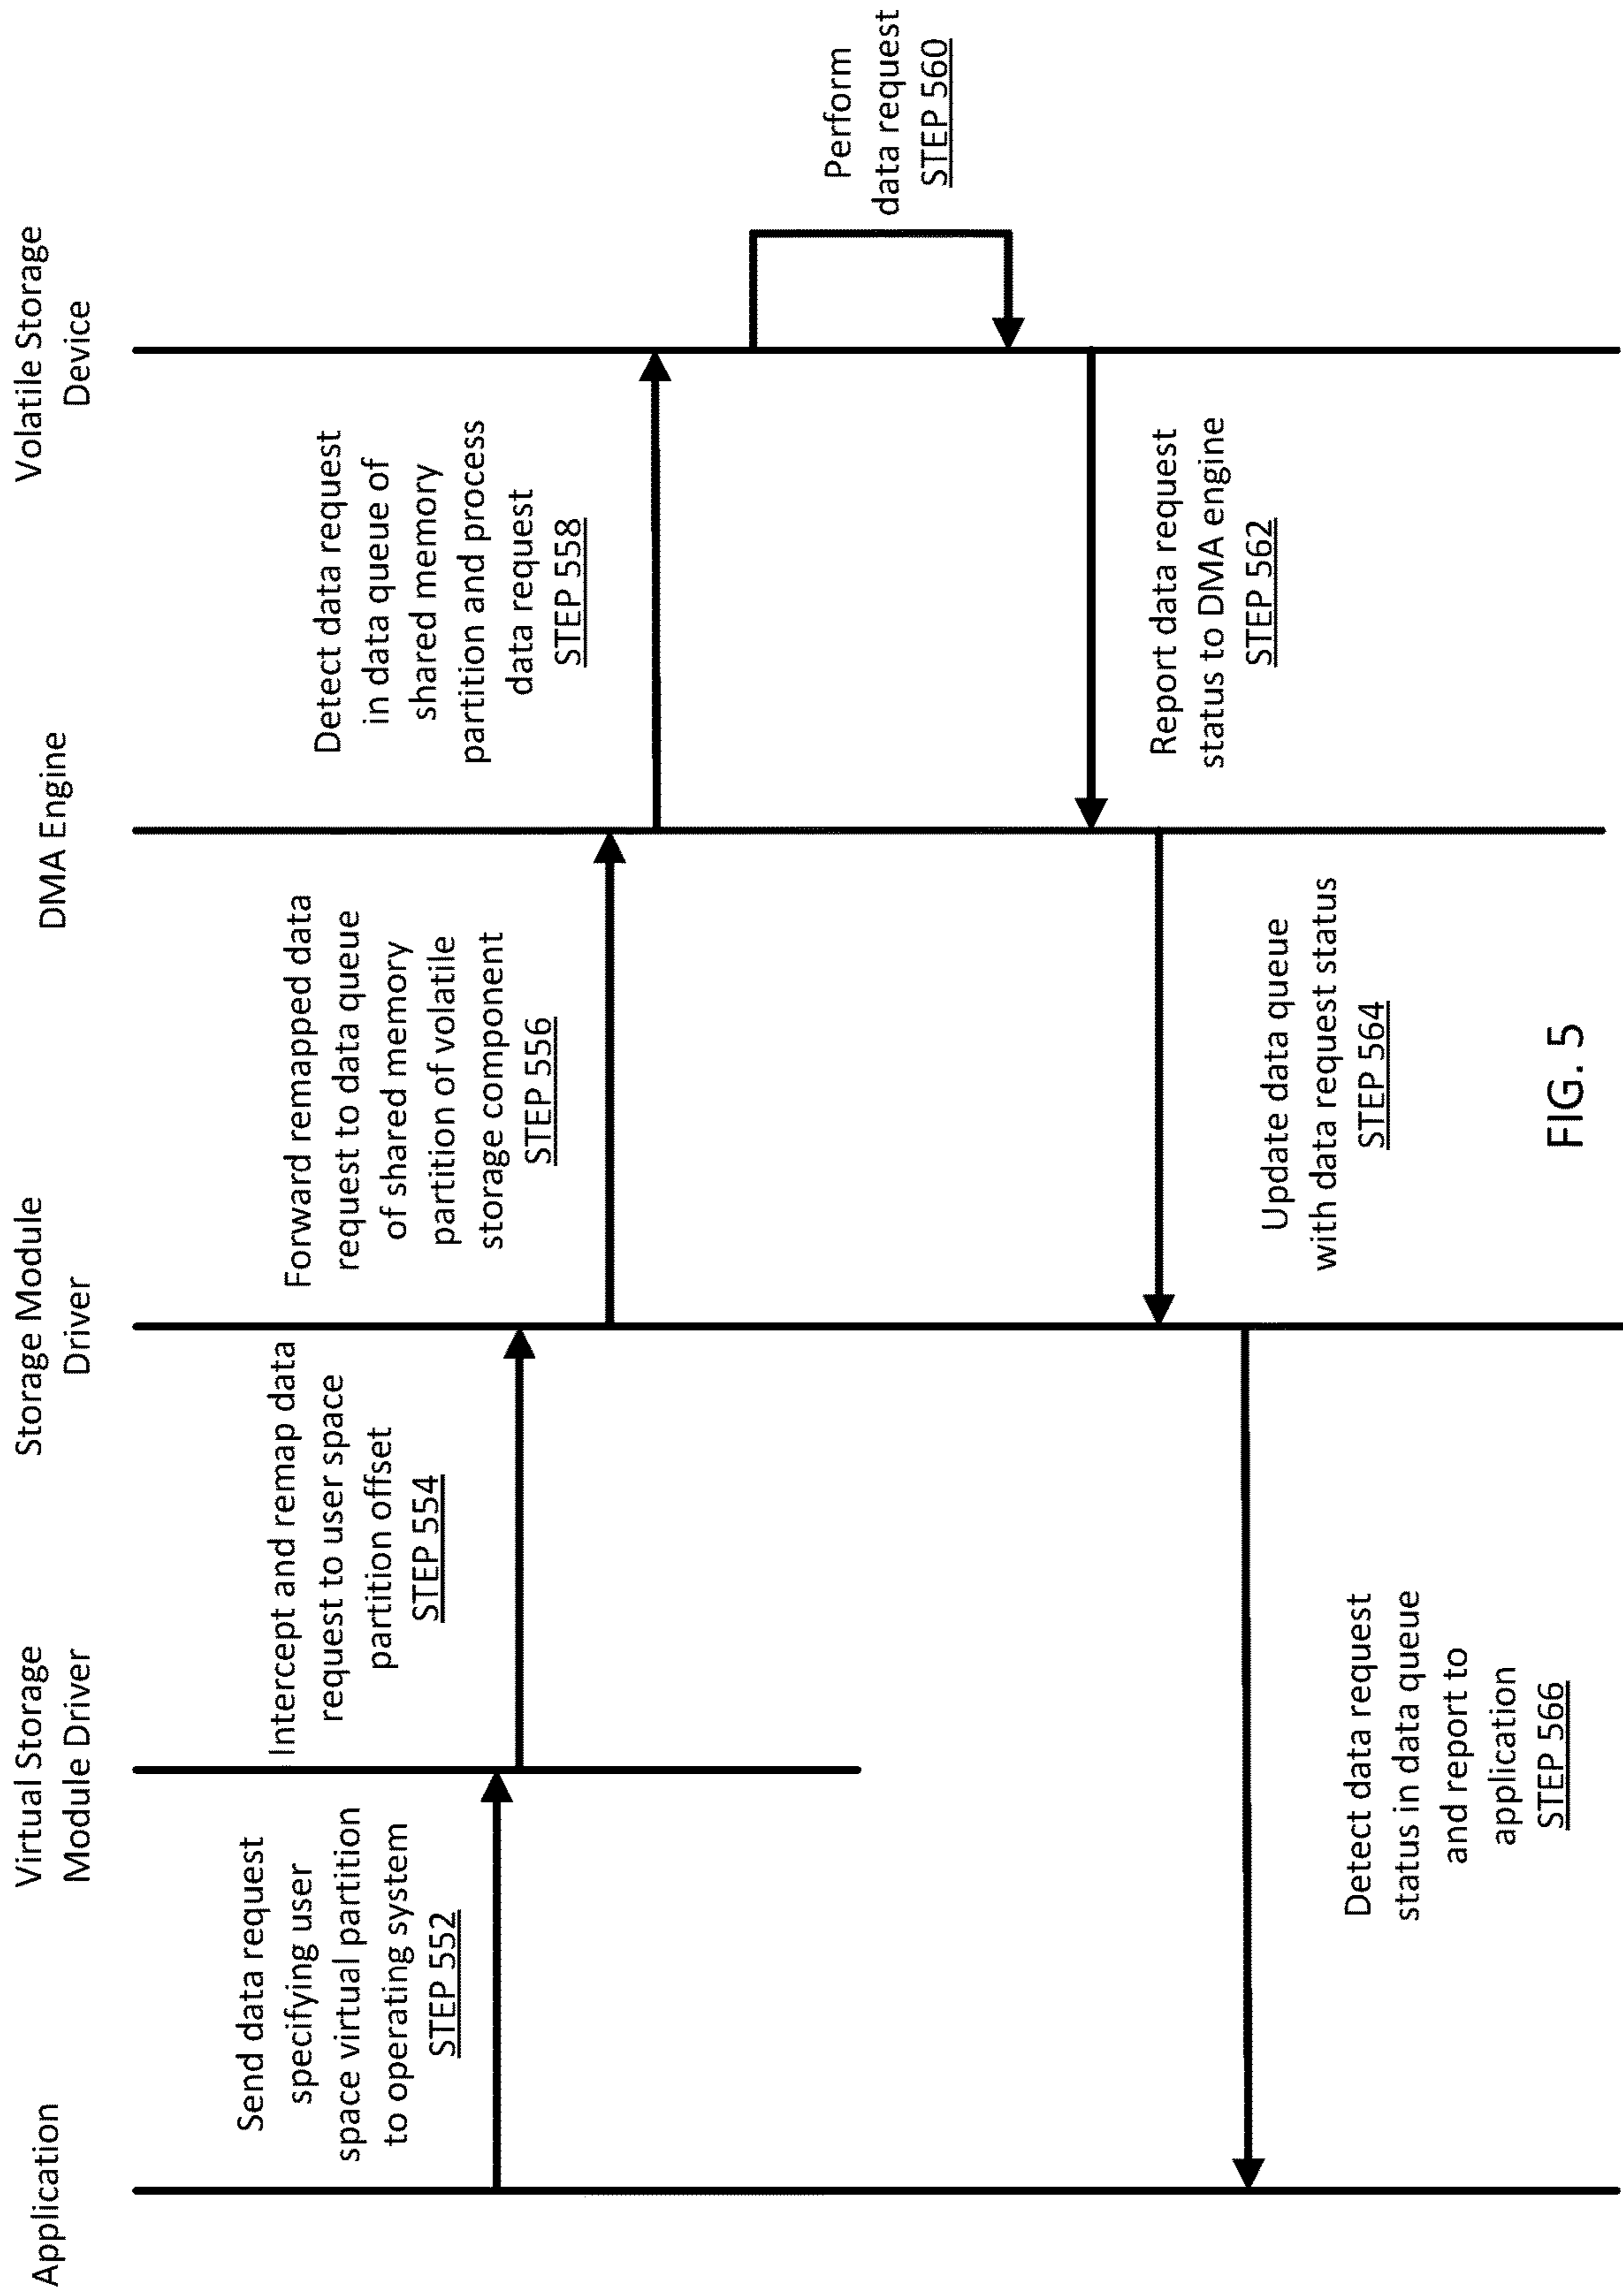 Application
Virtual Storage
Module Driver
Storage Module
Driver
DMA Engine
Volatile Storage
Device
Send data request
specifying user
space virtual partition
to operating system
STEP 552
Intercept and remap data
request to user space
partition offset
STEP 554
Forward remapped data
request to data queue
of shared memory
partition of volatile
storage component
STEP 556
Detect data request
in data queue of
shared memory
partition and process
data request
STEP 558
Perform
data request
STEP 560
Report data request
status to DMA engine
STEP 562
Update data queue
with data request status
STEP 564
Detect data request
status in data queue
and report to
application
STEP 566
FIG. 5